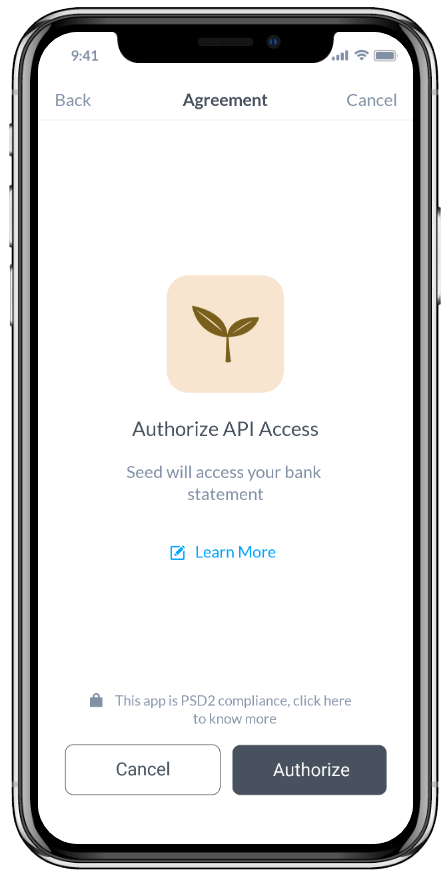 9:41
Back Agreement Cancel
Authorize API Access
Seed will access your bank
statement
Learn More
This app is PSD2 compliance, click here
to know more
Cancel Authorize